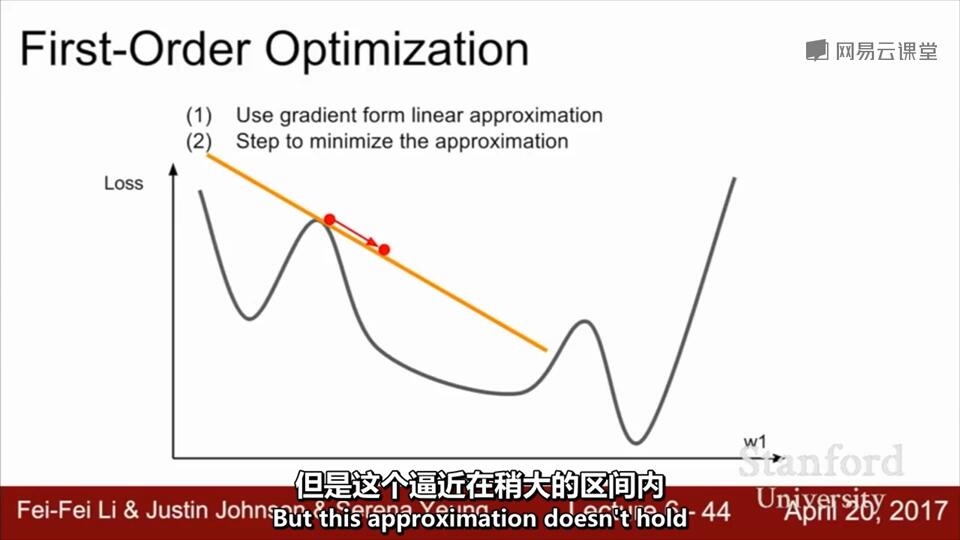 First-Order Optimization
网易云课堂
(1) Use gradient form linear approximation
(2) Step to minimize the approximation
Loss
w1
Stanford
University
但是这个逼近在稍大的区间内
But this approximation doesn't hold
Fei-Fei Li & Justin Johnson & Serena Yeung
Lecture 6 - 44
April 20, 2017